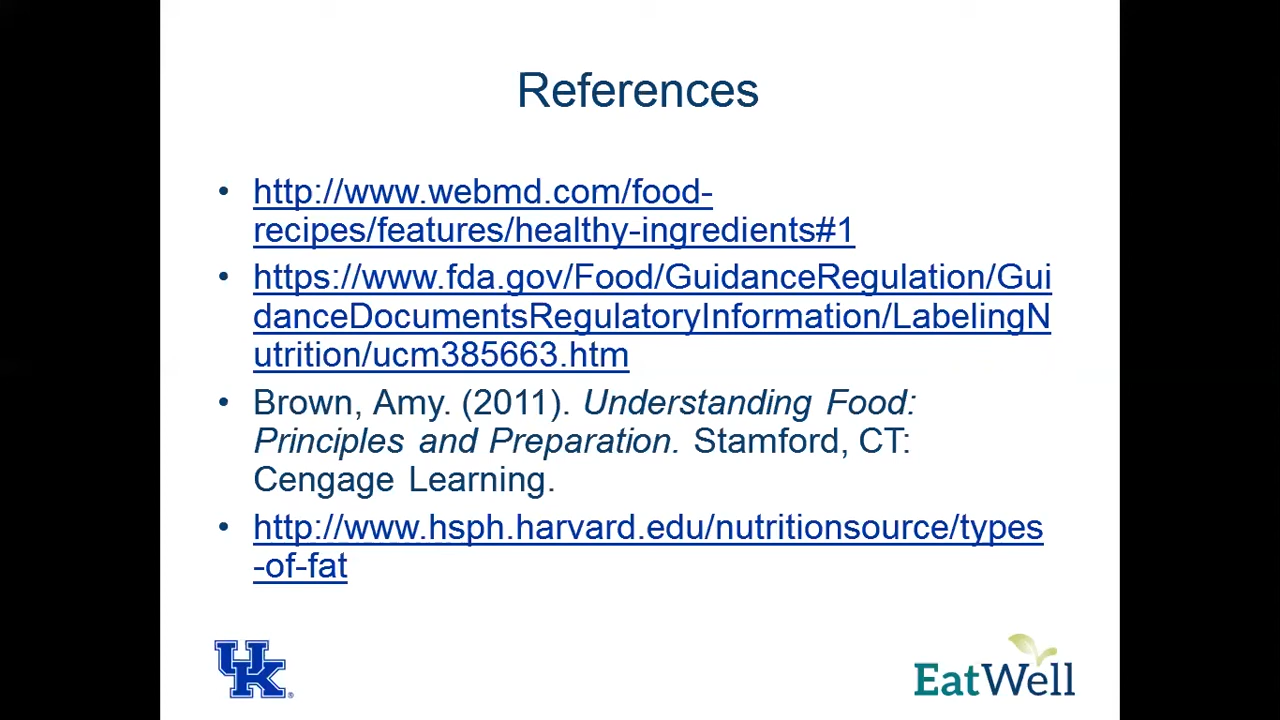 References
• http://www.webmd.com/food-
recipes/features/healthy-ingredients#1
• https://www.fda.gov/Food/GuidanceRegulation/Gui
danceDocumentsRegulatoryInformation/LabelingN
utrition/ucm385663.htm
• Brown, Amy. (2011). Understanding Food:
Principles and Preparation. Stamford, CT:
Cengage Learning.
• http://www.hsph.harvard.edu/nutritionsource/types
-of-fat
UK®
EatWell